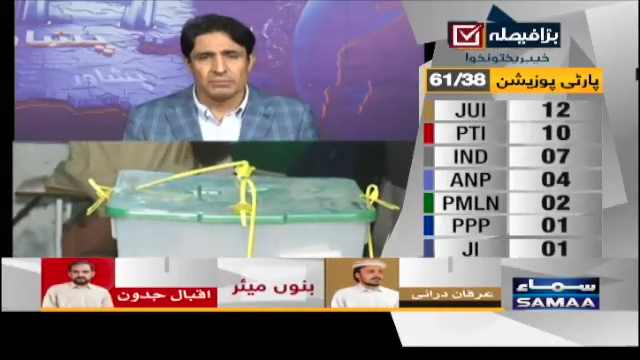 بڑا فیصلہ
خیبرپختونخوا
پارٹی پوزیشن 61/38
JUI 12
PTI 10
IND 07
ANP 04
PMLN 02
PPP 01
JI 01
پشاور
عرفان درانی
بنوں میئر
اقبال جدون
سماء
SAMAA